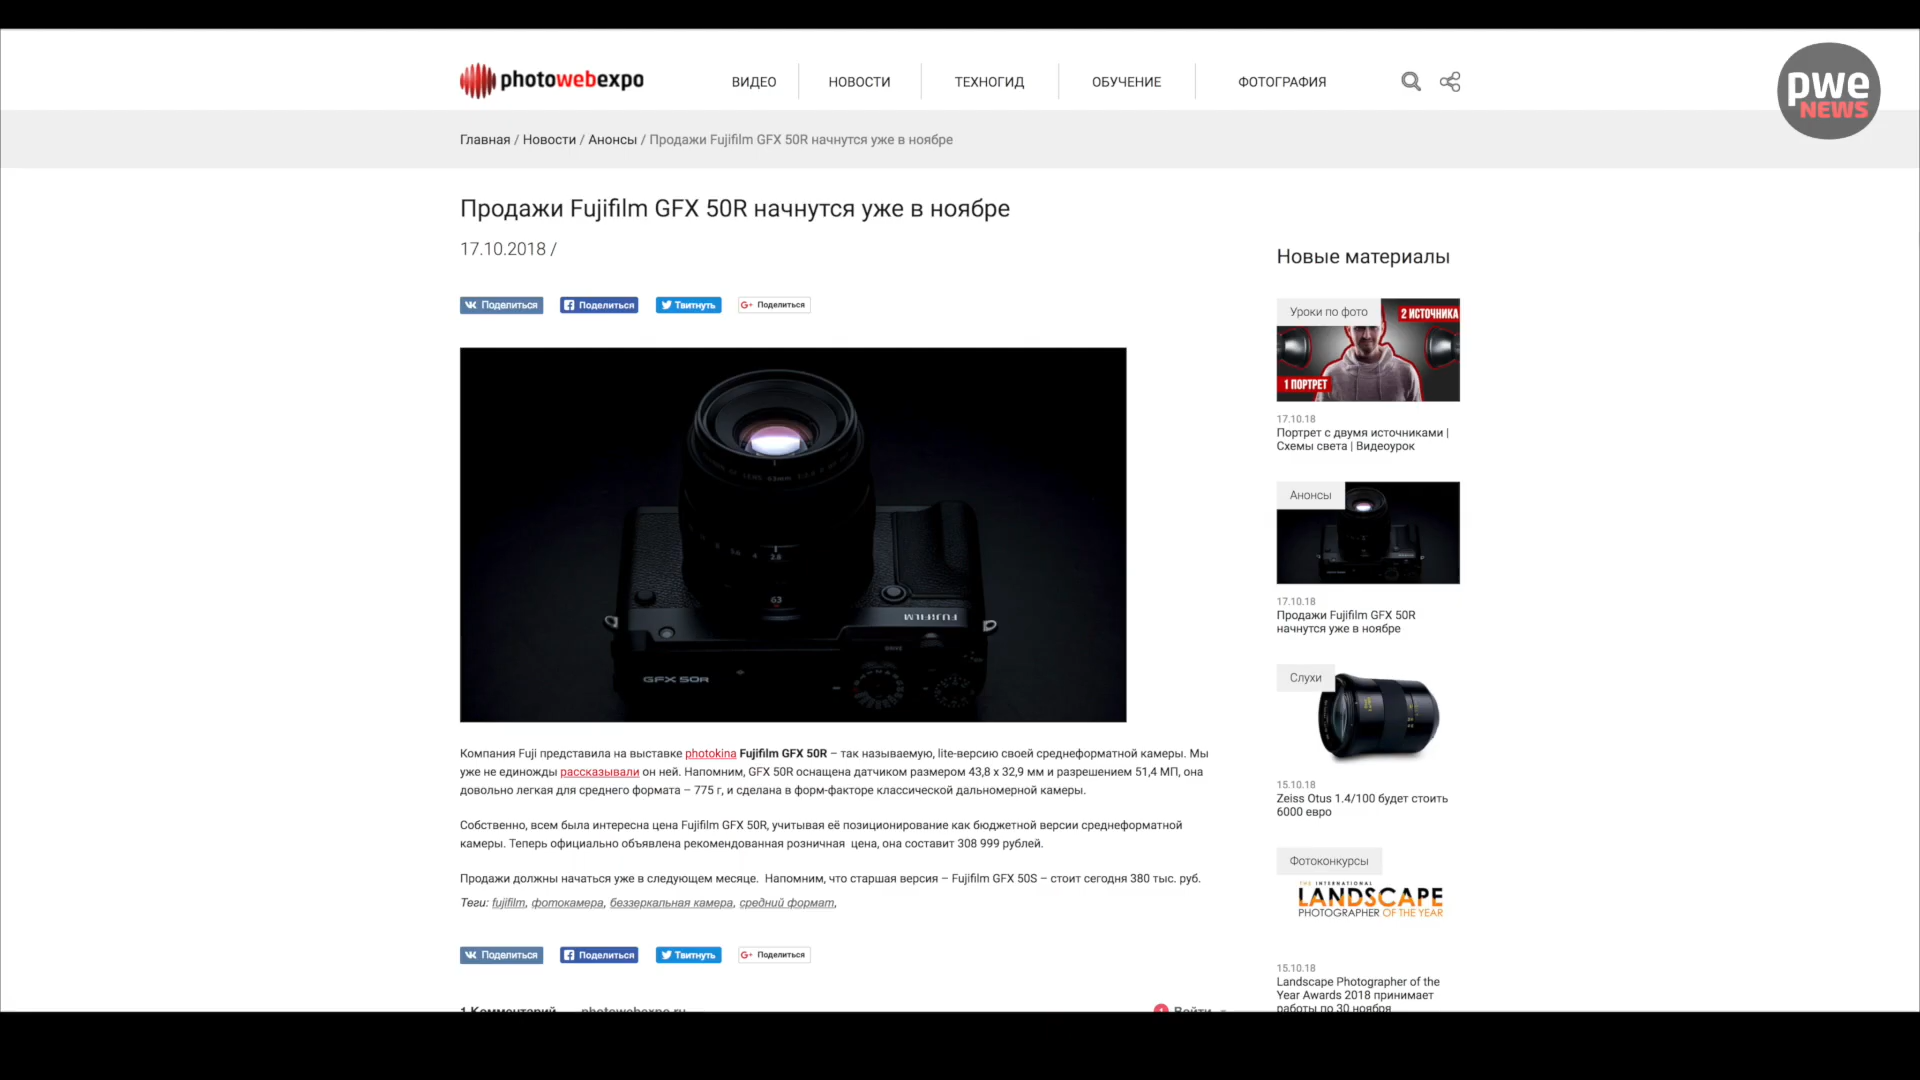 photowebexpo
ВИДЕО
НОВОСТИ
ТЕХНОГИД
ОБУЧЕНИЕ
ФОТОГРАФИЯ
pwe
NEWS
Главная / Новости / Анонсы / Продажи Fujifilm GFX 50R начнутся уже в ноябре
Продажи Fujifilm GFX 50R начнутся уже в ноябре
17.10.2018 /
Поделиться
Поделиться
Твитнуть
G+ Поделиться
63
2.8
4
FUJIFILM
DRIVE
GFX 50R
Компания Fuji представила на выставке photokina Fujifilm GFX 50R – так называемую, lite-версию своей среднеформатной камеры. Мы
уже не единожды рассказывали он ней. Напомним, GFX 50R оснащена датчиком размером 43,8 x 32,9 мм и разрешением 51,4 МП, она
довольно легкая для среднего формата – 775 г, и сделана в форм-факторе классической дальномерной камеры.
Собственно, всем была интересна цена Fujifilm GFX 50R, учитывая её позиционирование как бюджетной версии среднеформатной
камеры. Теперь официально объявлена рекомендованная розничная цена, она составит 308 999 рублей.
Продажи должны начаться уже в следующем месяце. Напомним, что старшая версия – Fujifilm GFX 50S – стоит сегодня 380 тыс. руб.
Теги: fujifilm, фотокамера, беззеркальная камера, средний формат,
Поделиться
Поделиться
Твитнуть
G+ Поделиться
1 Комментарий
photowebexpo.ru
Войти
Новые материалы
Уроки по фото
2 ИСТОЧНИКА
1 ПОРТРЕТ
17.10.18
Портрет с двумя источниками |
Схемы света | Видеоурок
Анонсы
17.10.18
Продажи Fujifilm GFX 50R
начнутся уже в ноябре
Слухи
15.10.18
Zeiss Otus 1.4/100 будет стоить
6000 евро
Фотоконкурсы
THE INTERNATIONAL
LANDSCAPE
PHOTOGRAPHER OF THE YEAR
15.10.18
Landscape Photographer of the
Year Awards 2018 принимает
работы по 30 ноября